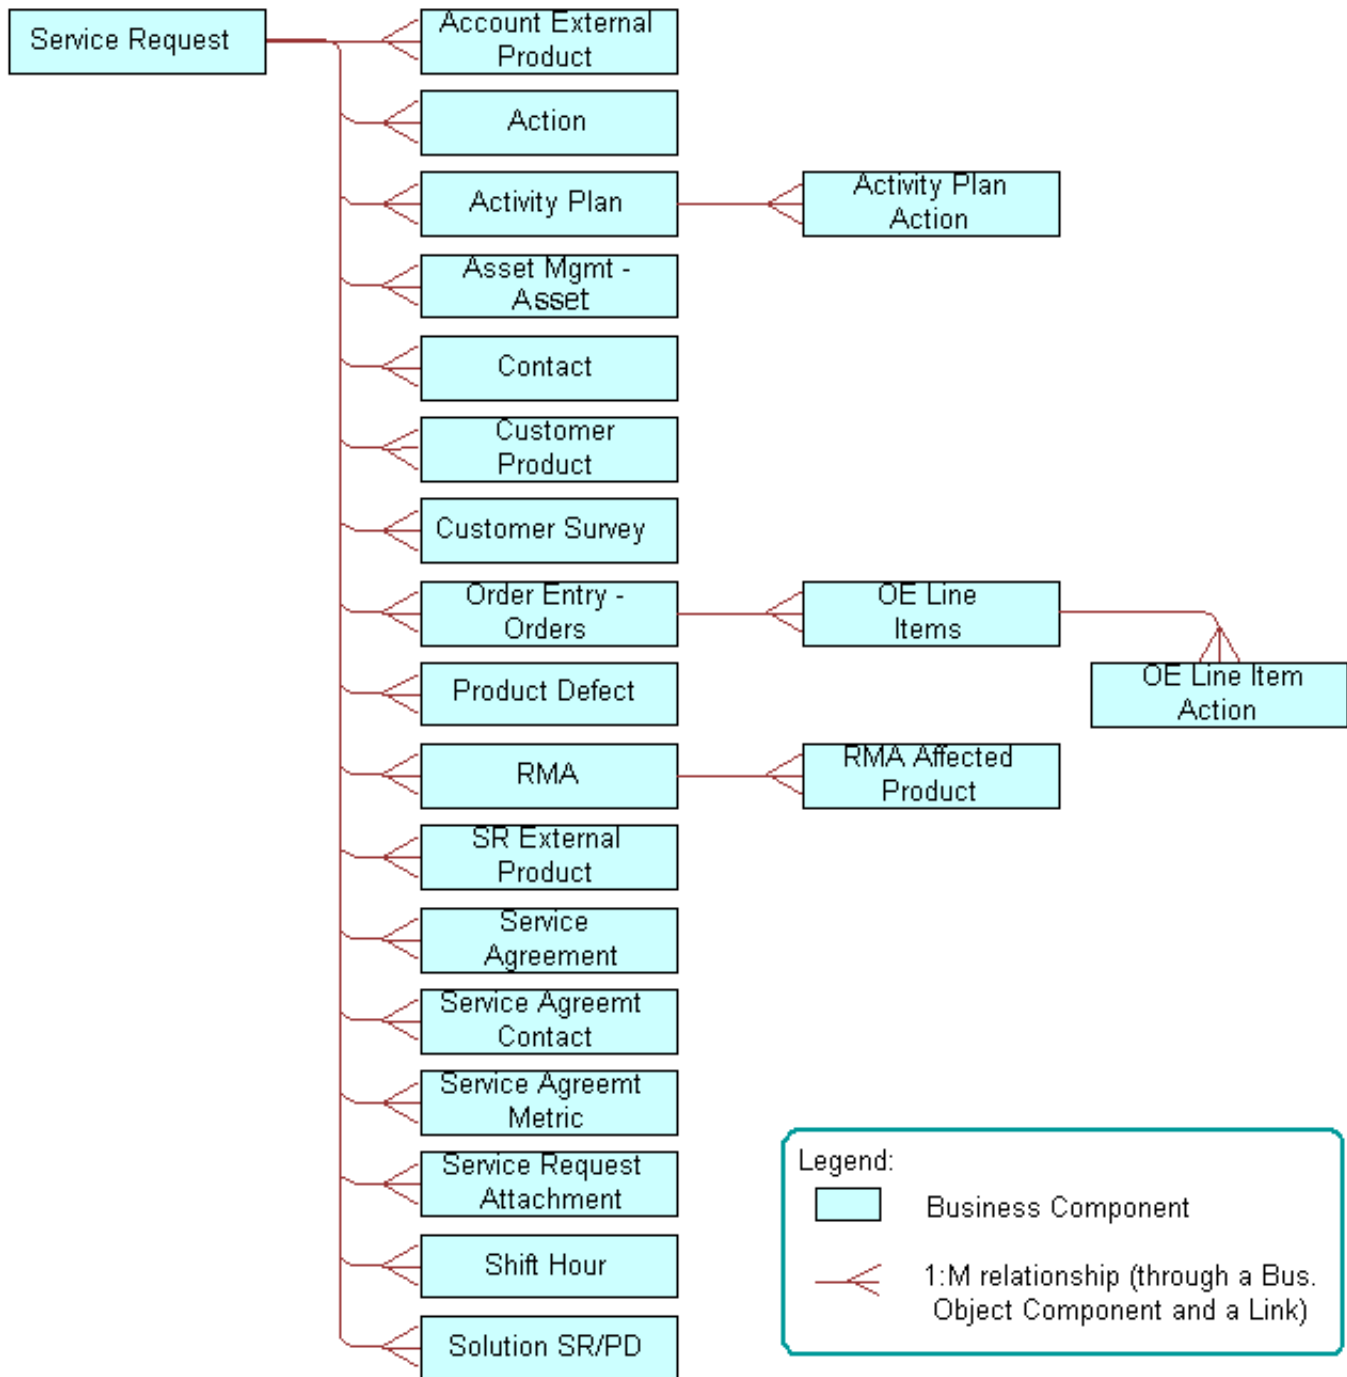 Service Request
Account External
Product
Action
Activity Plan
Activity Plan
Action
Asset Mgmt -
Asset
Contact
Customer
Product
Customer Survey
Order Entry -
Orders
OE Line
Items
OE Line Item
Action
Product Defect
RMA
RMA Affected
Product
SR External
Product
Service
Agreement
Service Agreemt
Contact
Service Agreemt
Metric
Service Request
Attachment
Shift Hour
Solution SR/PD
Legend:
Business Component
1:M relationship (through a Bus.
Object Component and a Link)